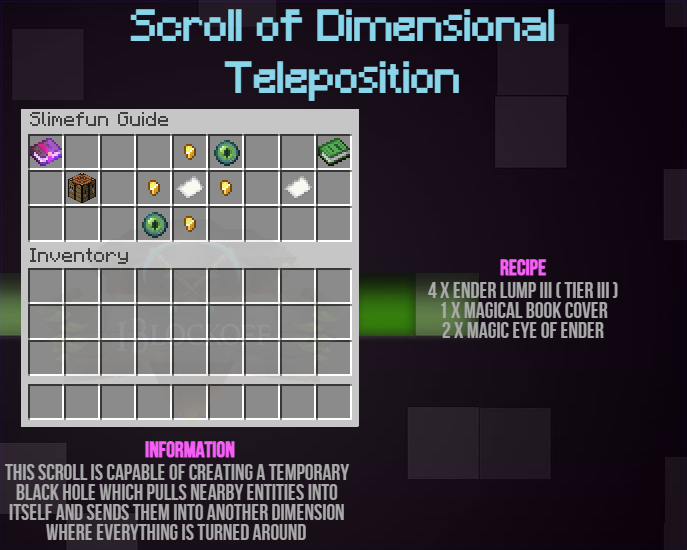 Scroll of Dimensional
Teleposition
Slimefun Guide
Inventory
I3LOCKOFF
RECIPE
4 X ENDER LUMP III ( TIER III )
1 X MAGICAL BOOK COVER
2 X MAGIC EYE OF ENDER
INFORMATION
THIS SCROLL IS CAPABLE OF CREATING A TEMPORARY
BLACK HOLE WHICH PULLS NEARBY ENTITIES INTO
ITSELF AND SENDS THEM INTO ANOTHER DIMENSION
WHERE EVERYTHING IS TURNED AROUND